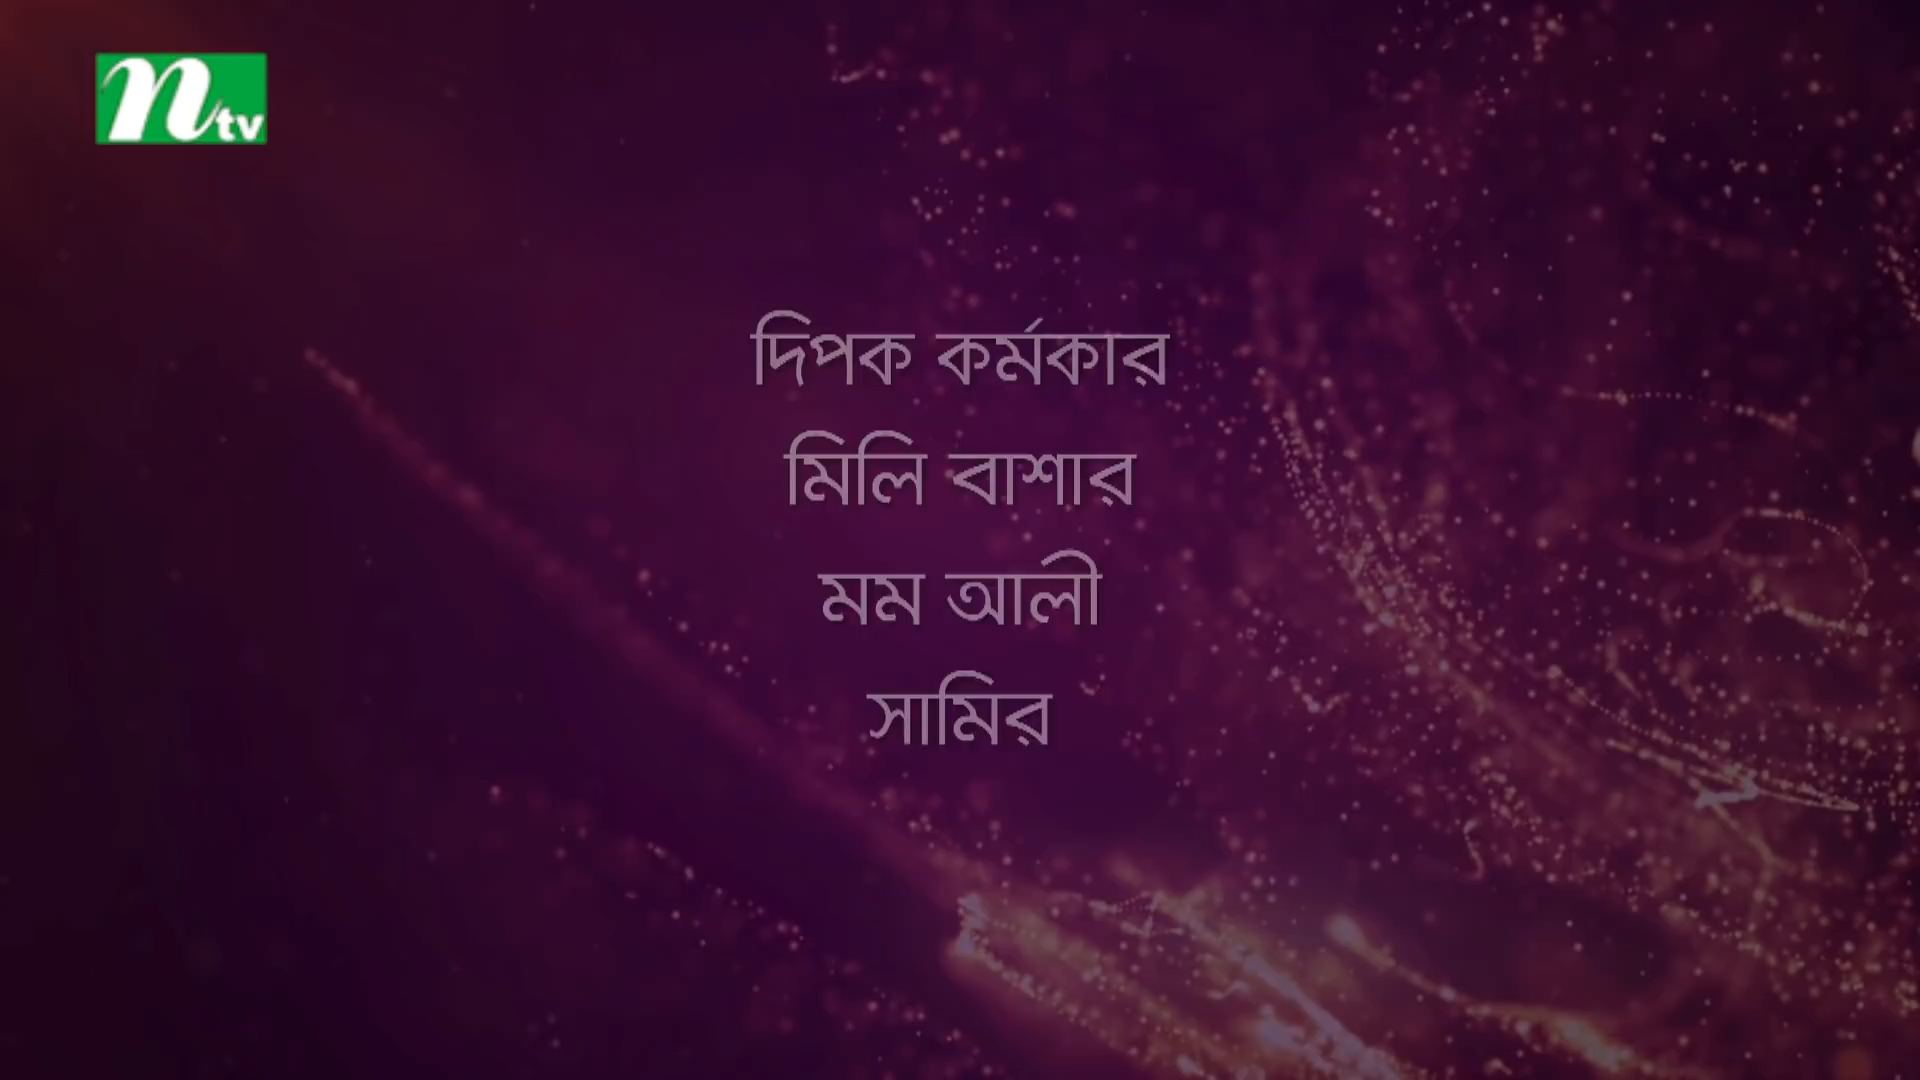 ntv
দিপক কর্মকার
মিলি বাশার
মম আলী
সামির